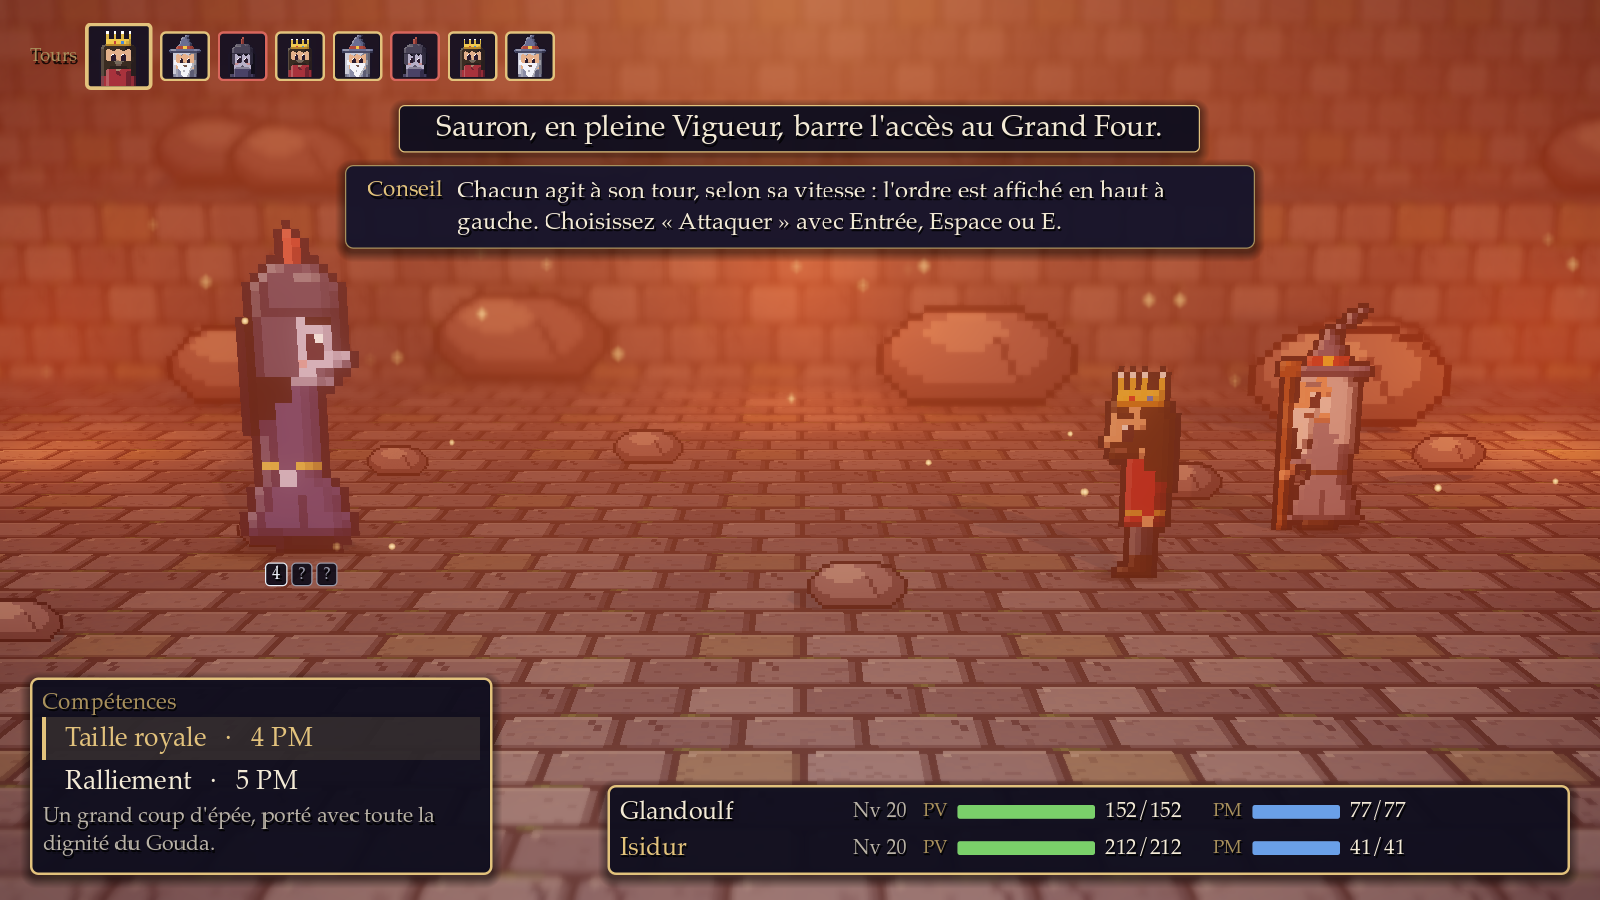 Tours
Sauron, en pleine Vigueur, barre l'accès au Grand Four.
Conseil Chacun agit à son tour, selon sa vitesse : l'ordre est affiché en haut à
gauche. Choisissez « Attaquer » avec Entrée, Espace ou E.
4 ? ?
Compétences
Taille royale · 4 PM
Ralliement · 5 PM
Un grand coup d'épée, porté avec toute la
dignité du Gouda.
Glandoulf Nv 20 PV 152/152 PM 77/77
Isidur Nv 20 PV 212/212 PM 41/41